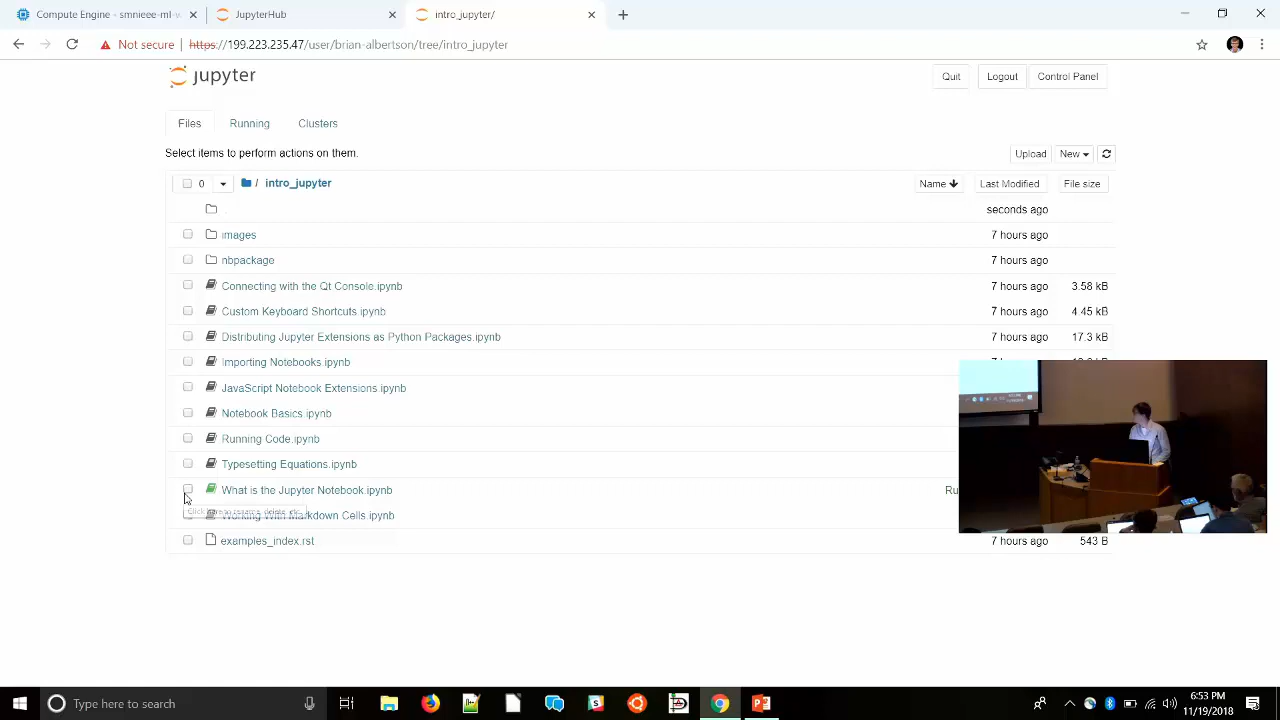 Compute Engine - smnieee-ml-w
JupyterHub
intro_jupyter/
Not secure
https://199.223.235.47/user/brian-albertson/tree/intro_jupyter
jupyter
Quit
Logout
Control Panel
Files
Running
Clusters
Select items to perform actions on them.
Upload
New
0
/
intro_jupyter
Name
Last Modified
File size
seconds ago
images
7 hours ago
nbpackage
7 hours ago
Connecting with the Qt Console.ipynb
7 hours ago
3.58 kB
Custom Keyboard Shortcuts.ipynb
7 hours ago
4.45 kB
Distributing Jupyter Extensions as Python Packages.ipynb
7 hours ago
17.3 kB
Importing Notebooks.ipynb
JavaScript Notebook Extensions.ipynb
Notebook Basics.ipynb
Running Code.ipynb
Typesetting Equations.ipynb
What is the Jupyter Notebook.ipynb
Ru
Working With Markdown Cells.ipynb
examples_index.rst
7 hours ago
543 B
Type here to search
6:53 PM
11/19/2018